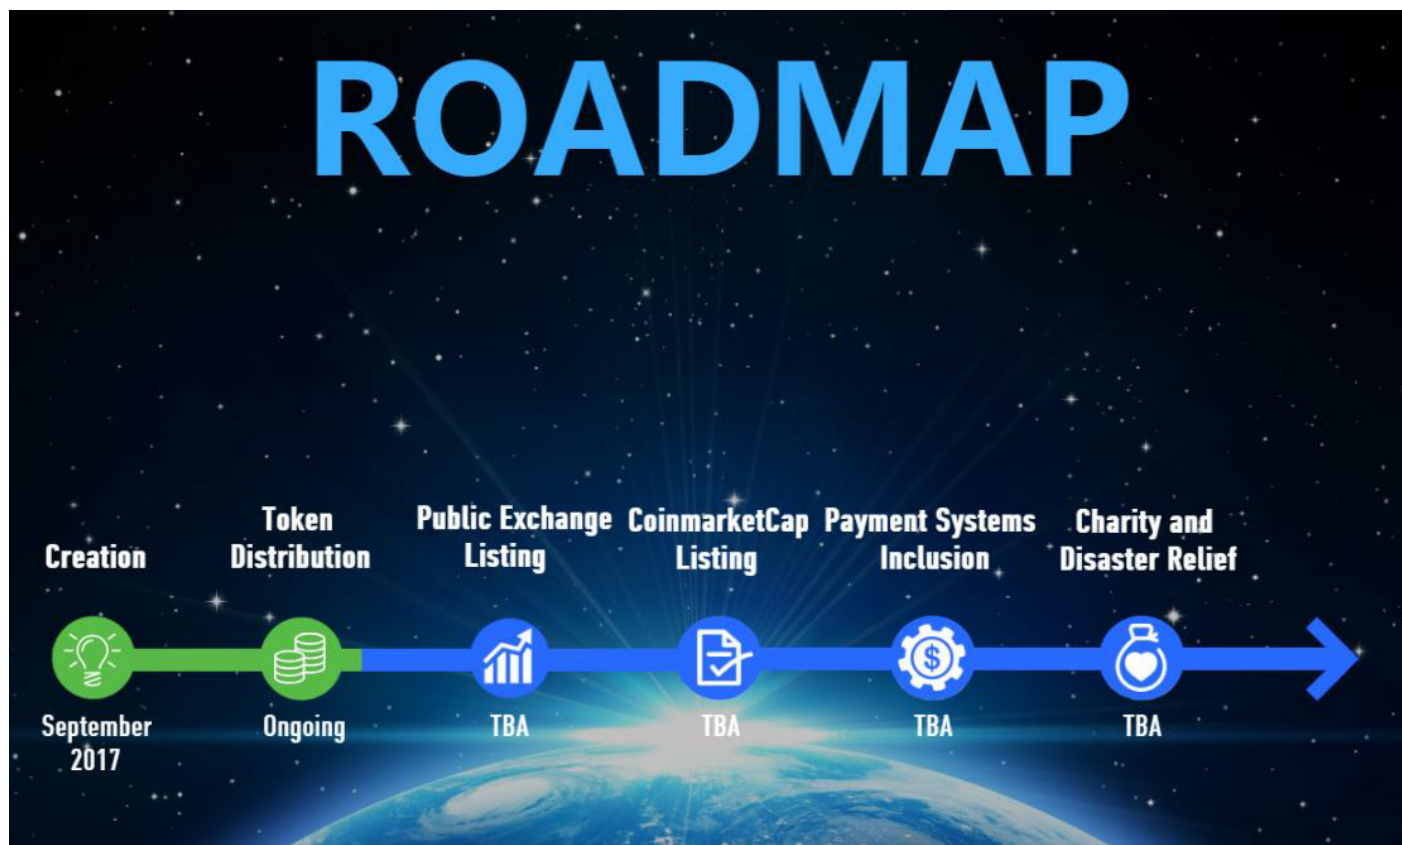 ROADMAP
Creation
Token
Distribution
Public Exchange
Listing
CoinmarketCap
Listing
Payment Systems
Inclusion
Charity and
Disaster Relief
$
September
2017
Ongoing
TBA
TBA
TBA
TBA